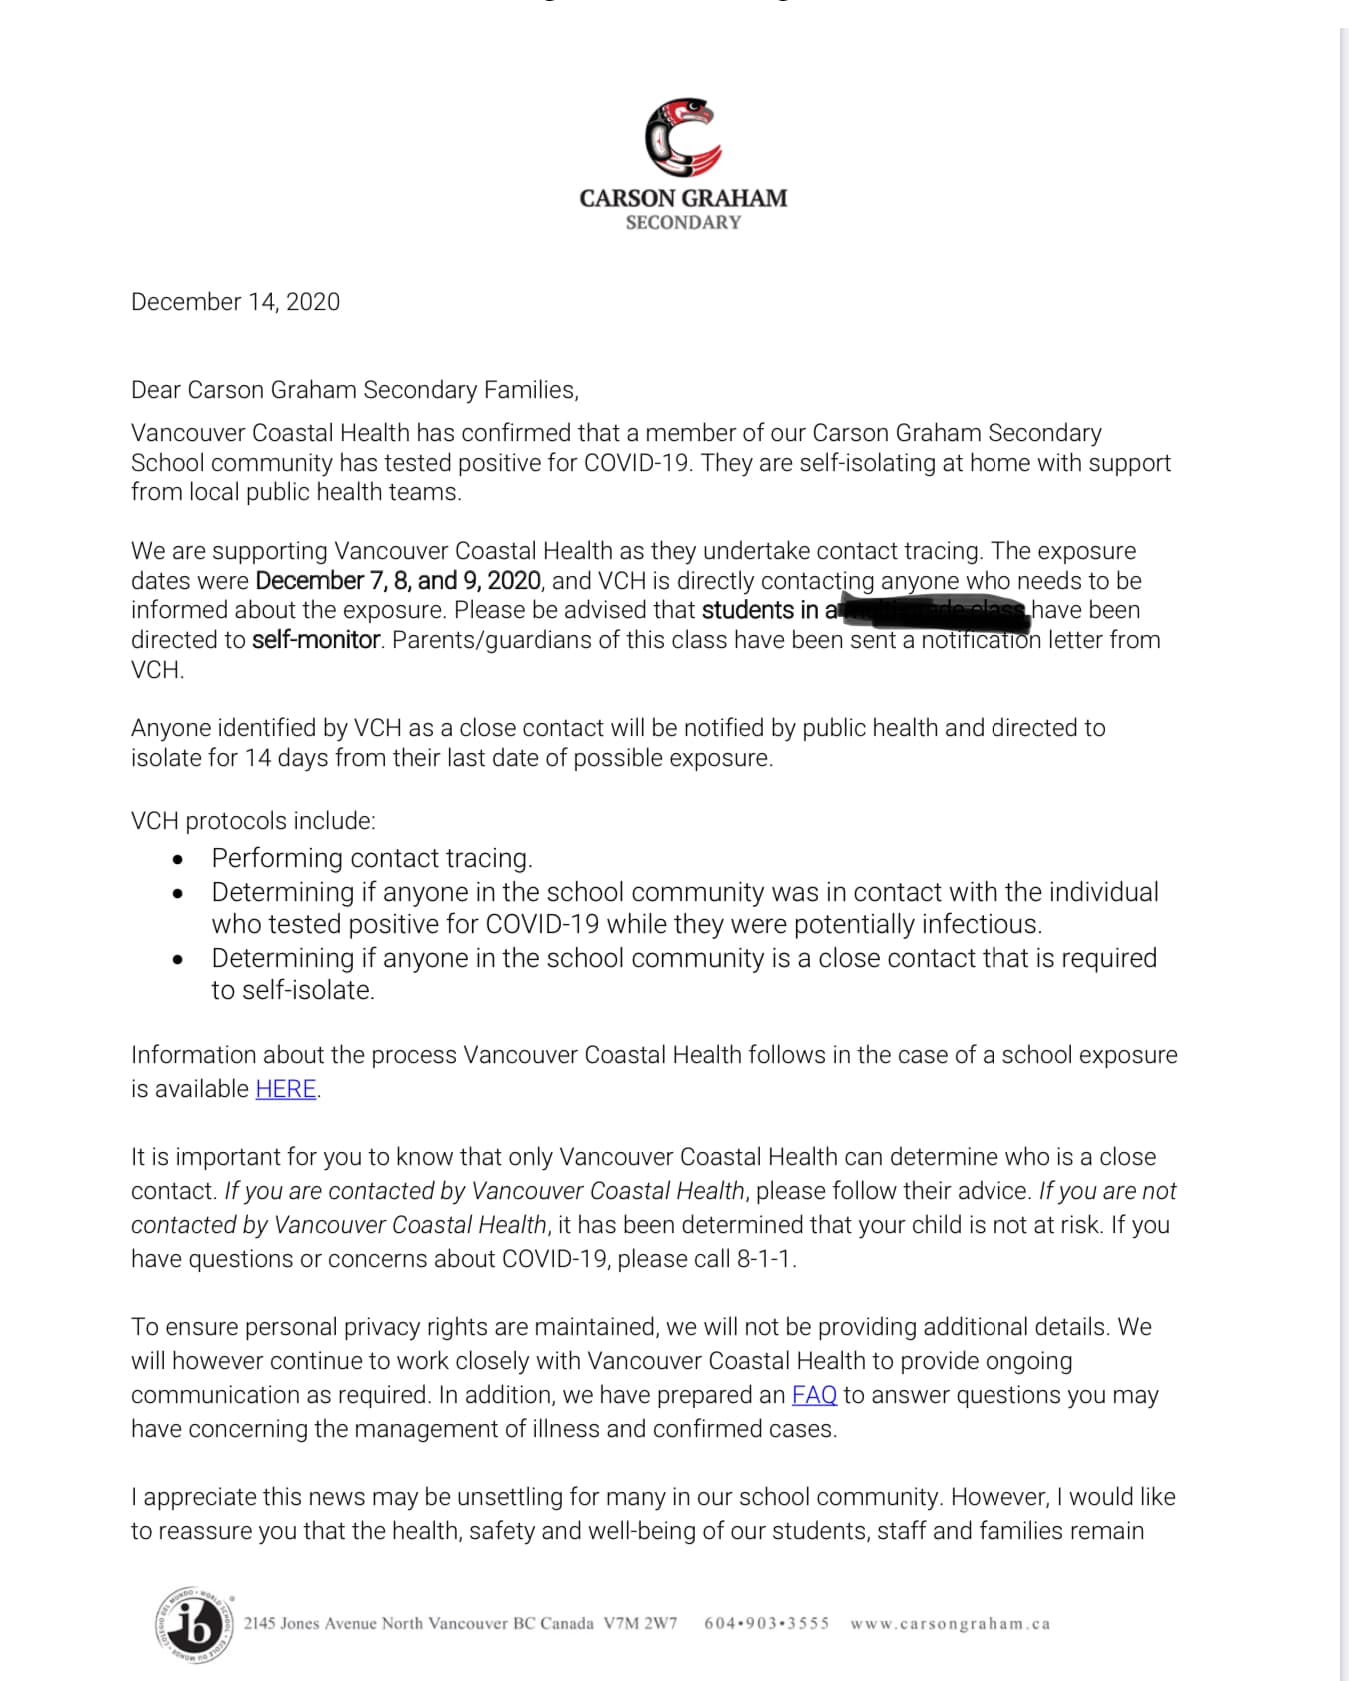 CARSON GRAHAM
SECONDARY
December 14, 2020
Dear Carson Graham Secondary Families,
Vancouver Coastal Health has confirmed that a member of our Carson Graham Secondary
School community has tested positive for COVID-19. They are self-isolating at home with support
from local public health teams.
We are supporting Vancouver Coastal Health as they undertake contact tracing. The exposure
dates were December 7, 8, and 9, 2020, and VCH is directly contacting anyone who needs to be
informed about the exposure. Please be advised that students in a have been
directed to self-monitor. Parents/guardians of this class have been sent a notification letter from
VCH.
Anyone identified by VCH as a close contact will be notified by public health and directed to
isolate for 14 days from their last date of possible exposure.
VCH protocols include:
• Performing contact tracing.
• Determining if anyone in the school community was in contact with the individual
who tested positive for COVID-19 while they were potentially infectious.
• Determining if anyone in the school community is a close contact that is required
to self-isolate.
Information about the process Vancouver Coastal Health follows in the case of a school exposure
is available HERE.
It is important for you to know that only Vancouver Coastal Health can determine who is a close
contact. If you are contacted by Vancouver Coastal Health, please follow their advice. If you are not
contacted by Vancouver Coastal Health, it has been determined that your child is not at risk. If you
have questions or concerns about COVID-19, please call 8-1-1.
To ensure personal privacy rights are maintained, we will not be providing additional details. We
will however continue to work closely with Vancouver Coastal Health to provide ongoing
communication as required. In addition, we have prepared an FAQ to answer questions you may
have concerning the management of illness and confirmed cases.
I appreciate this news may be unsettling for many in our school community. However, I would like
to reassure you that the health, safety and well-being of our students, staff and families remain
ib
2145 Jones Avenue North Vancouver BC Canada V7M 2W7 604•903•3555 www.carsongraham.ca